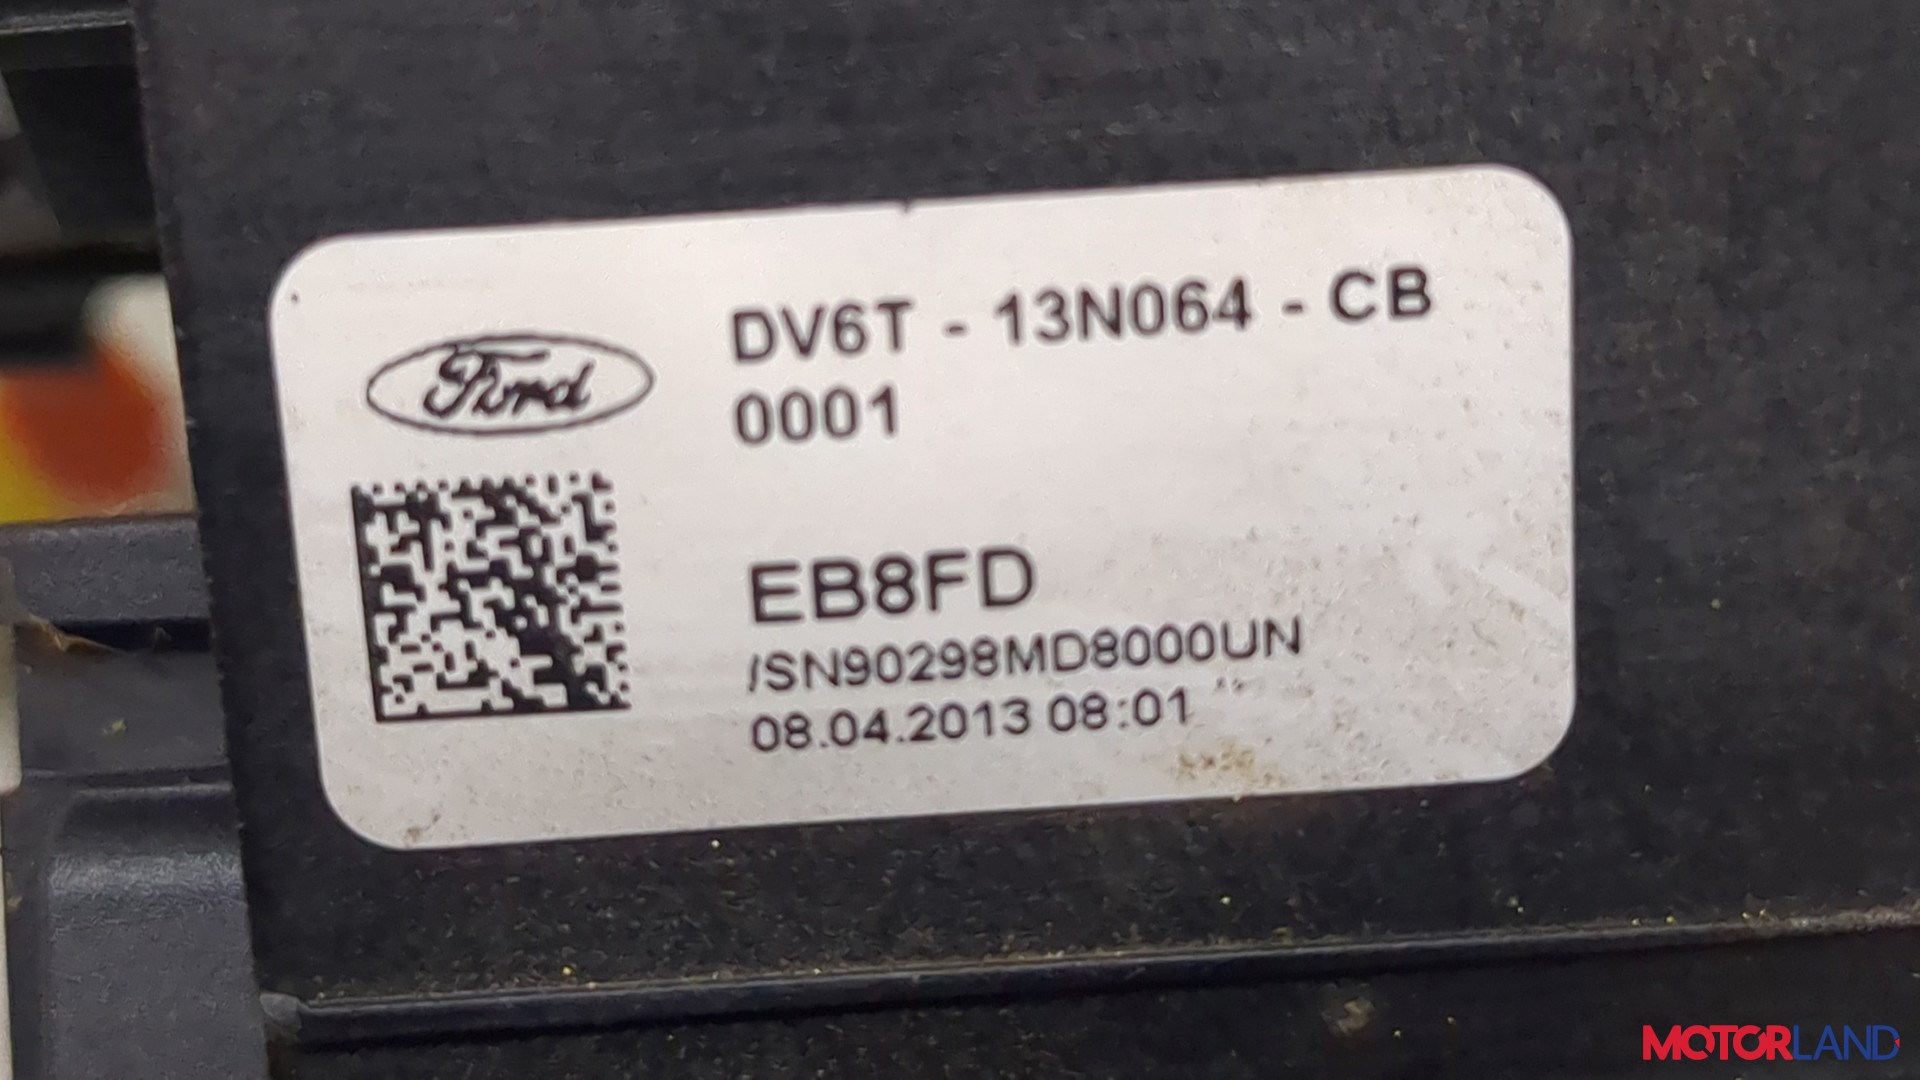 Ford
DV6T - 13N064 - CB
0001
EB8FD
/SN90298MD8000UN
08.04.2013 08:01
MOTORLAND